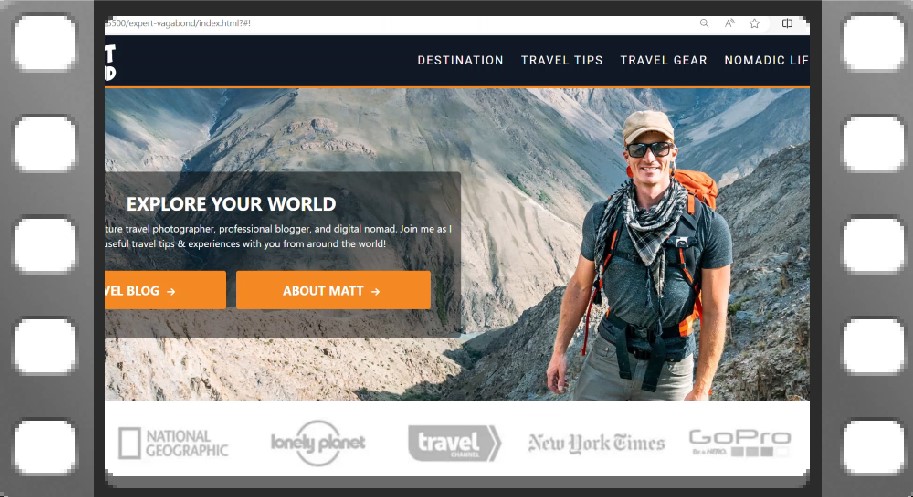 5500/expert-vagabond/index.html?#!
T
D
DESTINATION TRAVEL TIPS TRAVEL GEAR NOMADIC LIF
EXPLORE YOUR WORLD
ture travel photographer, professional blogger, and digital nomad. Join me as I
useful travel tips & experiences with you from around the world!
VEL BLOG →
ABOUT MATT →
NATIONAL
GEOGRAPHIC
lonely planet
travel
CHANNEL
New York Times
GoPro
Be a HERO.